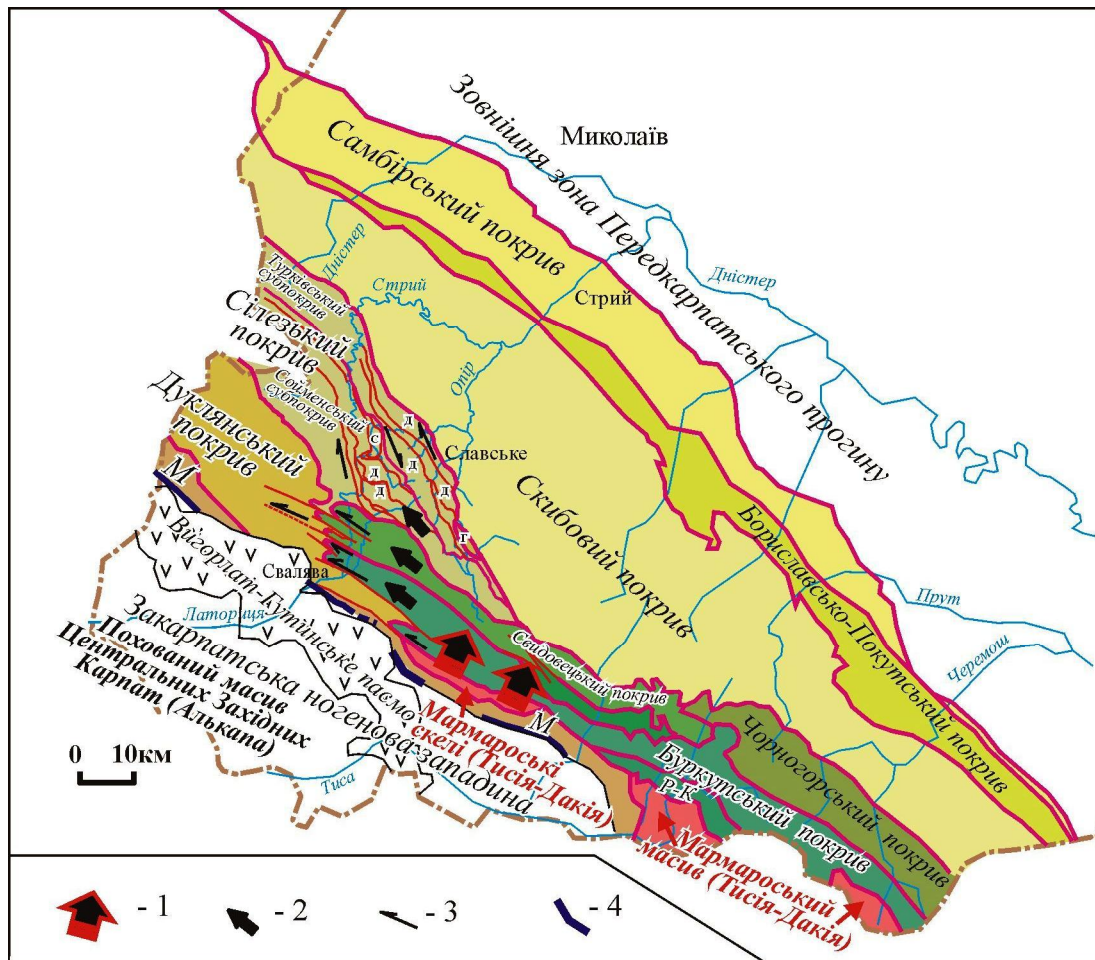 Зовнішня зона Передкарпатського прогину
Миколаїв
Самбірський покрив
Дністер
Дністер
Турківський
субпокрив
Стрий
Стрий
Сілезький
покрив
Опір
Сойменський
субпокрив
Дуклянський
покрив
Д
С
Д
Славське
Д
Д
Д
Г
М
Скибовий покрив
Бориславсько-Покутський покрив
Вигорлат-Гутинське пасмо
Свалява
Латориця
Прут
Черемош
Закарпатська неогенова западина
Похований масив
Центральних Західних
Карпат (Алькапа)
Свидовецький покрив
Чорногорський покрив
Буркутський покрив
Р-К
М
Мармароські
скелі (Тисія-Дакія)
0 10км
Тиса
Мармароський
масив (Тисія-Дакія)
- 1
- 2
- 3
- 4